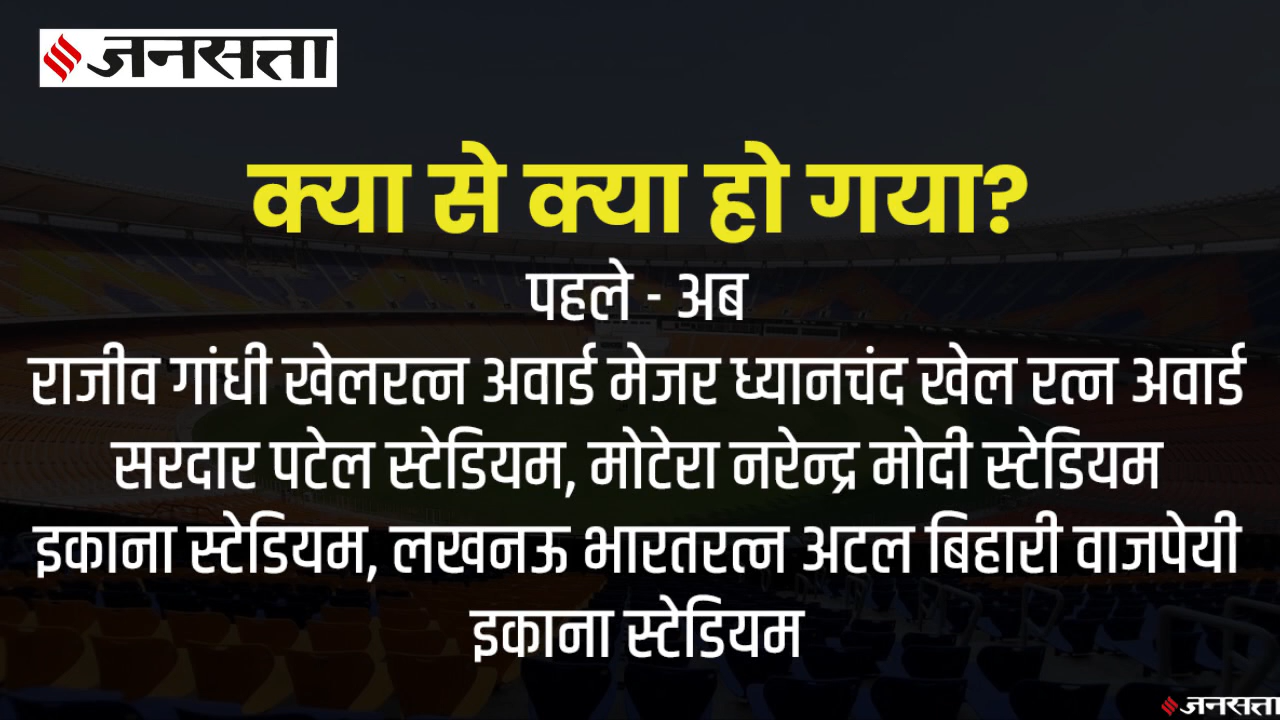 जनसत्ता
क्या से क्या हो गया?
पहले - अब
राजीव गांधी खेलरत्न अवार्ड मेजर ध्यानचंद खेल रत्न अवार्ड
सरदार पटेल स्टेडियम, मोटेरा नरेन्द्र मोदी स्टेडियम
इकाना स्टेडियम, लखनऊ भारतरत्न अटल बिहारी वाजपेयी
इकाना स्टेडियम
जनसत्ता